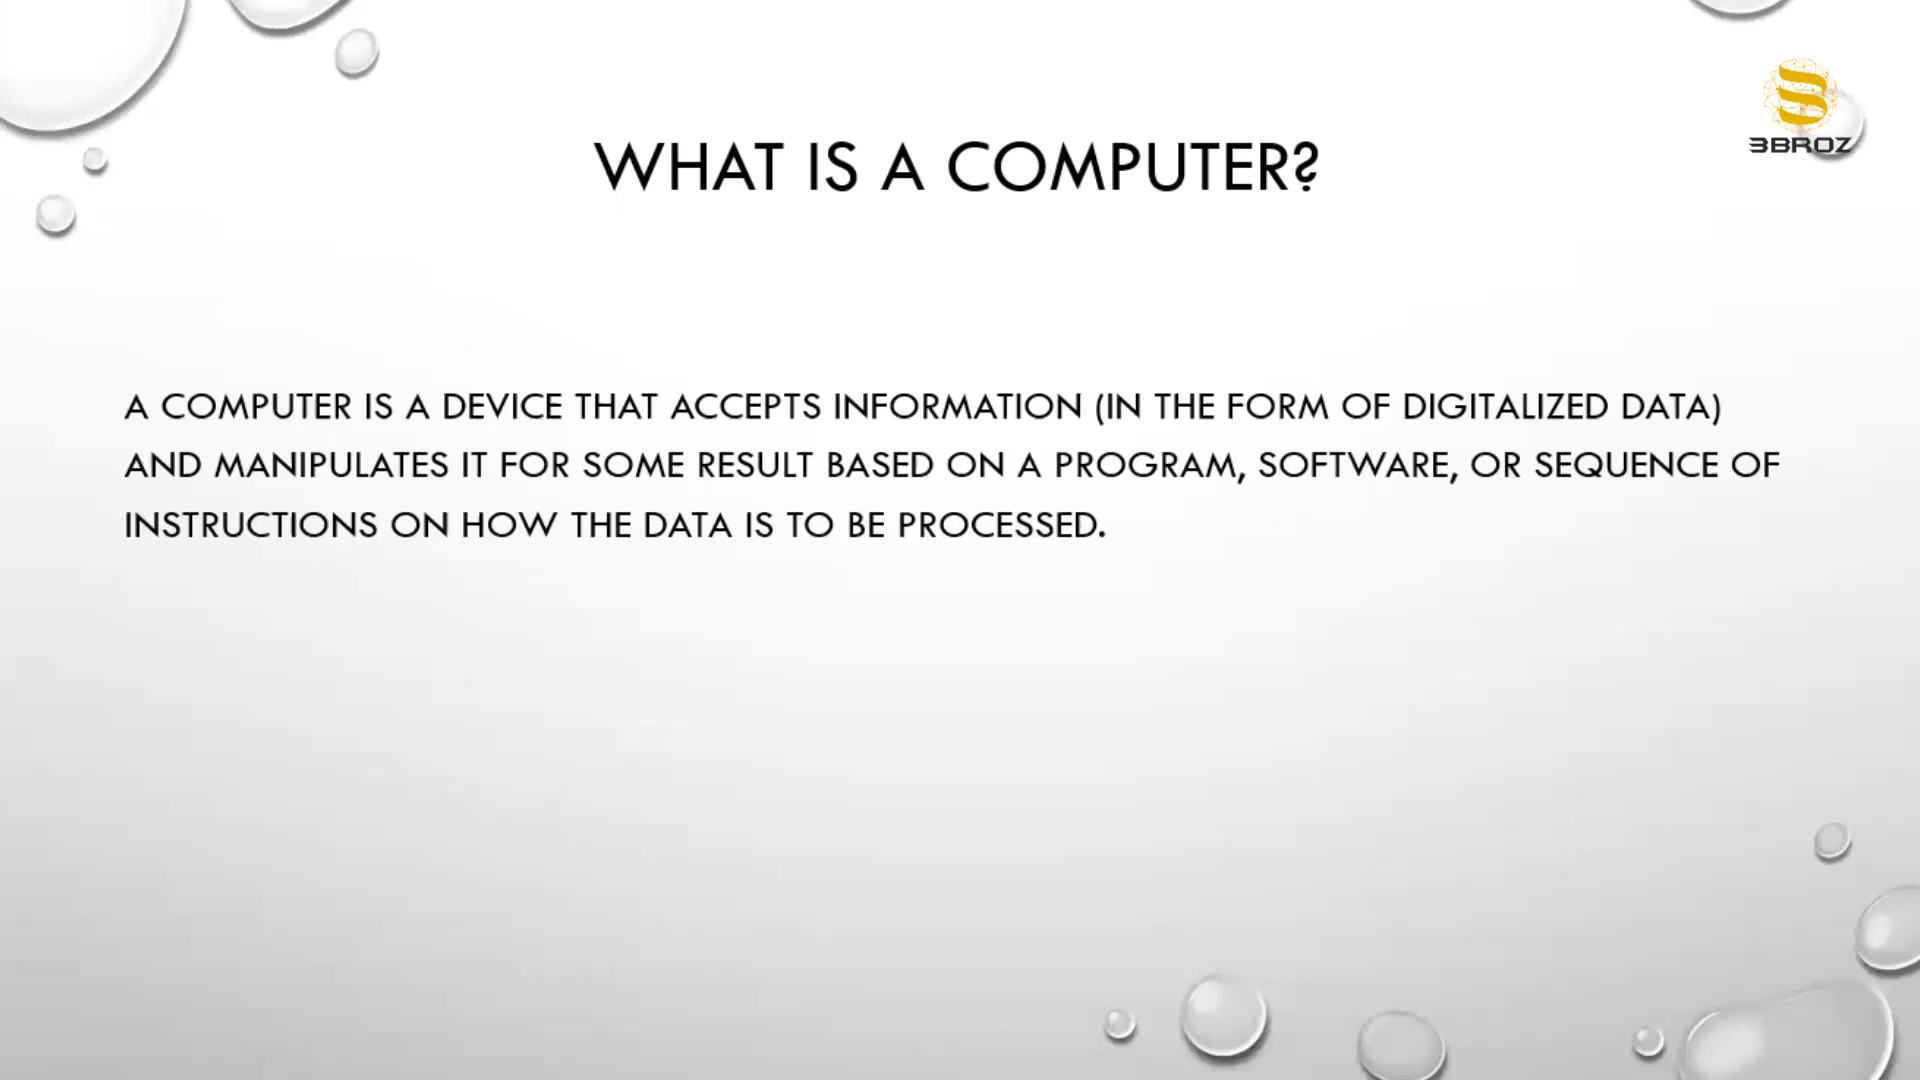 3BROZ
WHAT IS A COMPUTER?
A COMPUTER IS A DEVICE THAT ACCEPTS INFORMATION (IN THE FORM OF DIGITALIZED DATA)
AND MANIPULATES IT FOR SOME RESULT BASED ON A PROGRAM, SOFTWARE, OR SEQUENCE OF
INSTRUCTIONS ON HOW THE DATA IS TO BE PROCESSED.